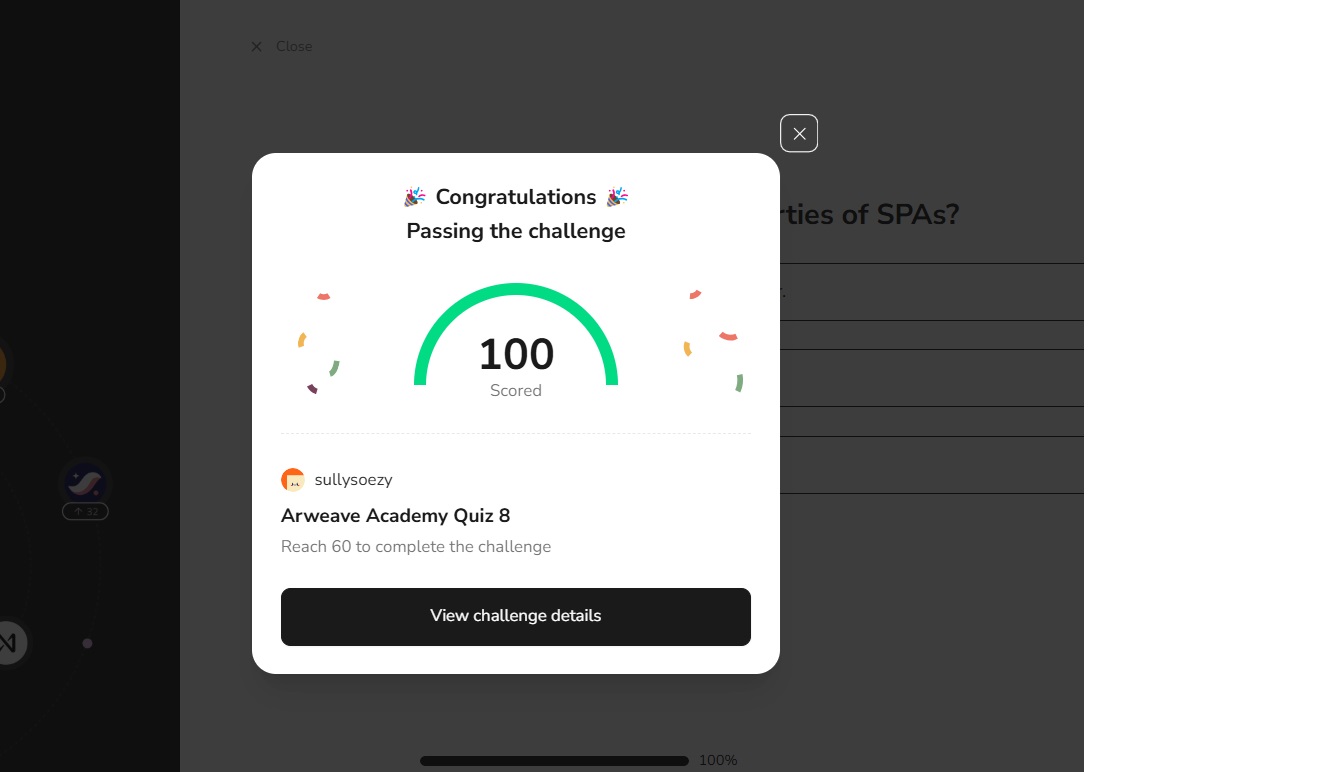 Close
🎉 Congratulations 🎉
Passing the challenge
rties of SPAs?
100
Scored
sullysoezy
Arweave Academy Quiz 8
Reach 60 to complete the challenge
32
View challenge details
100%